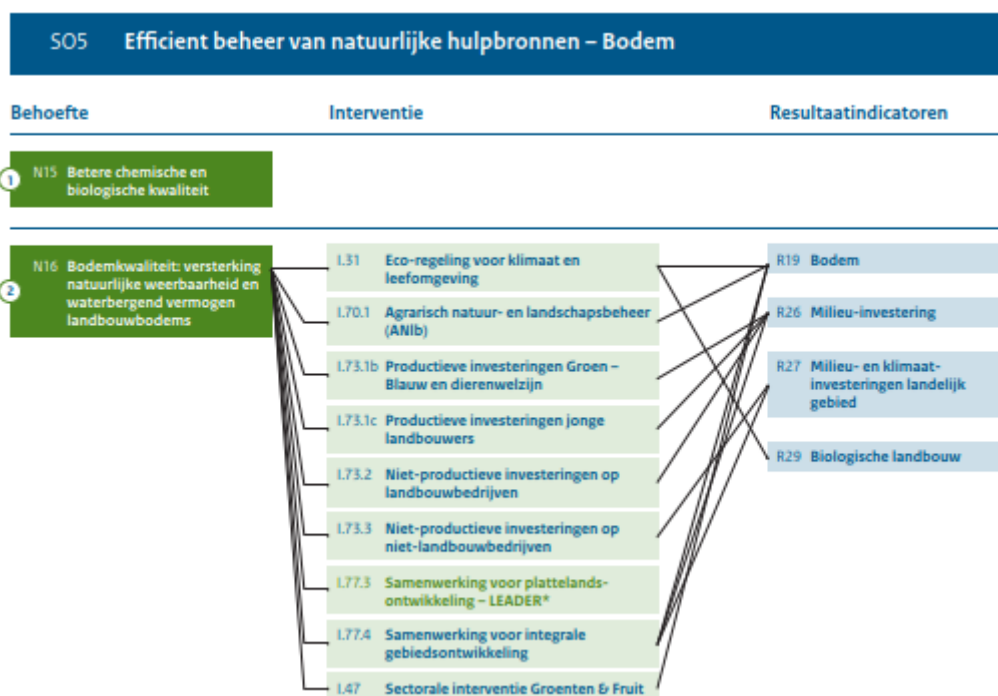 SO5 Efficient beheer van natuurlijke hulpbronnen – Bodem
Behoefte Interventie Resultaatindicatoren
1 N15 Betere chemische en
biologische kwaliteit
2 N16 Bodemkwaliteit: versterking
natuurlijke weerbaarheid en
waterbergend vermogen
landbouwbodems
I.31 Eco-regeling voor klimaat en
leefomgeving
I.70.1 Agrarisch natuur- en landschapsbeheer
(ANlb)
I.73.1b Productieve investeringen Groen –
Blauw en dierenwelzijn
I.73.1c Productieve investeringen jonge
landbouwers
I.73.2 Niet-productieve investeringen op
landbouwbedrijven
I.73.3 Niet-productieve investeringen op
niet-landbouwbedrijven
I.77.3 Samenwerking voor plattelands-
ontwikkeling – LEADER*
I.77.4 Samenwerking voor integrale
gebiedsontwikkeling
I.47 Sectorale interventie Groenten & Fruit
R19 Bodem
R26 Milieu-investering
R27 Milieu- en klimaat-
investeringen landelijk
gebied
R29 Biologische landbouw